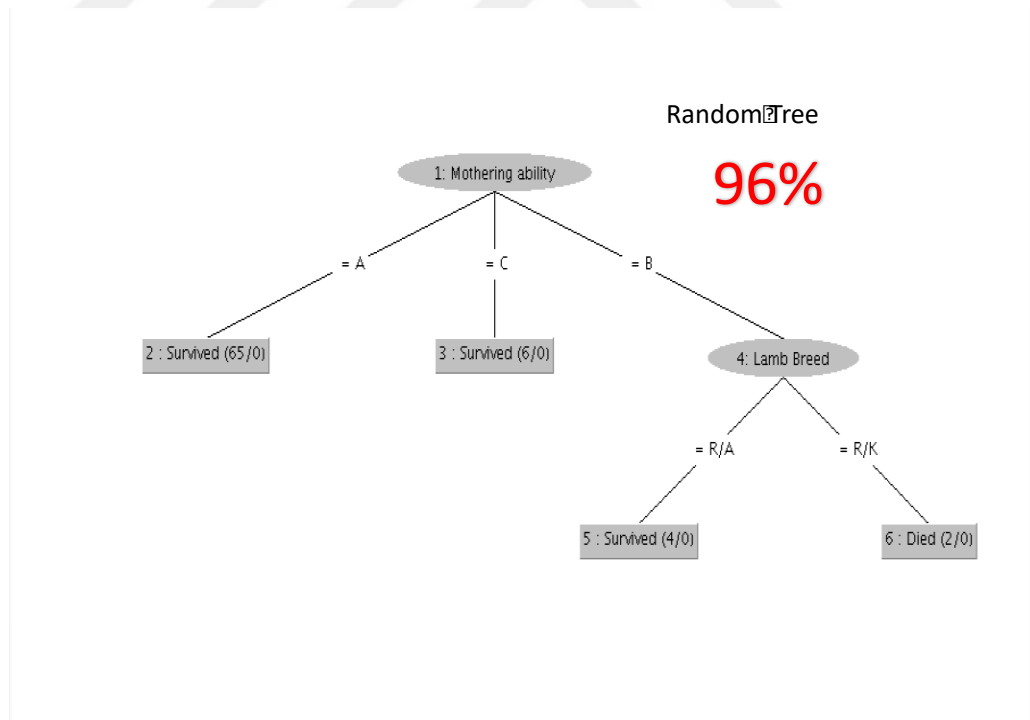 Random Tree
96%
1: Mothering ability
= A
= C
= B
2 : Survived (65/0)
3 : Survived (6/0)
4: Lamb Breed
= R/A
= R/K
5 : Survived (4/0)
6 : Died (2/0)